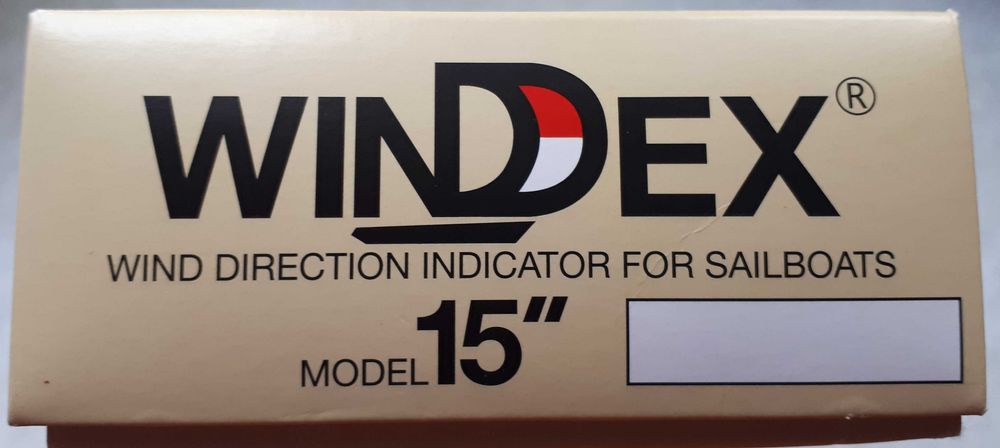 WINDEX®
WIND DIRECTION INDICATOR FOR SAILBOATS
MODEL 15"